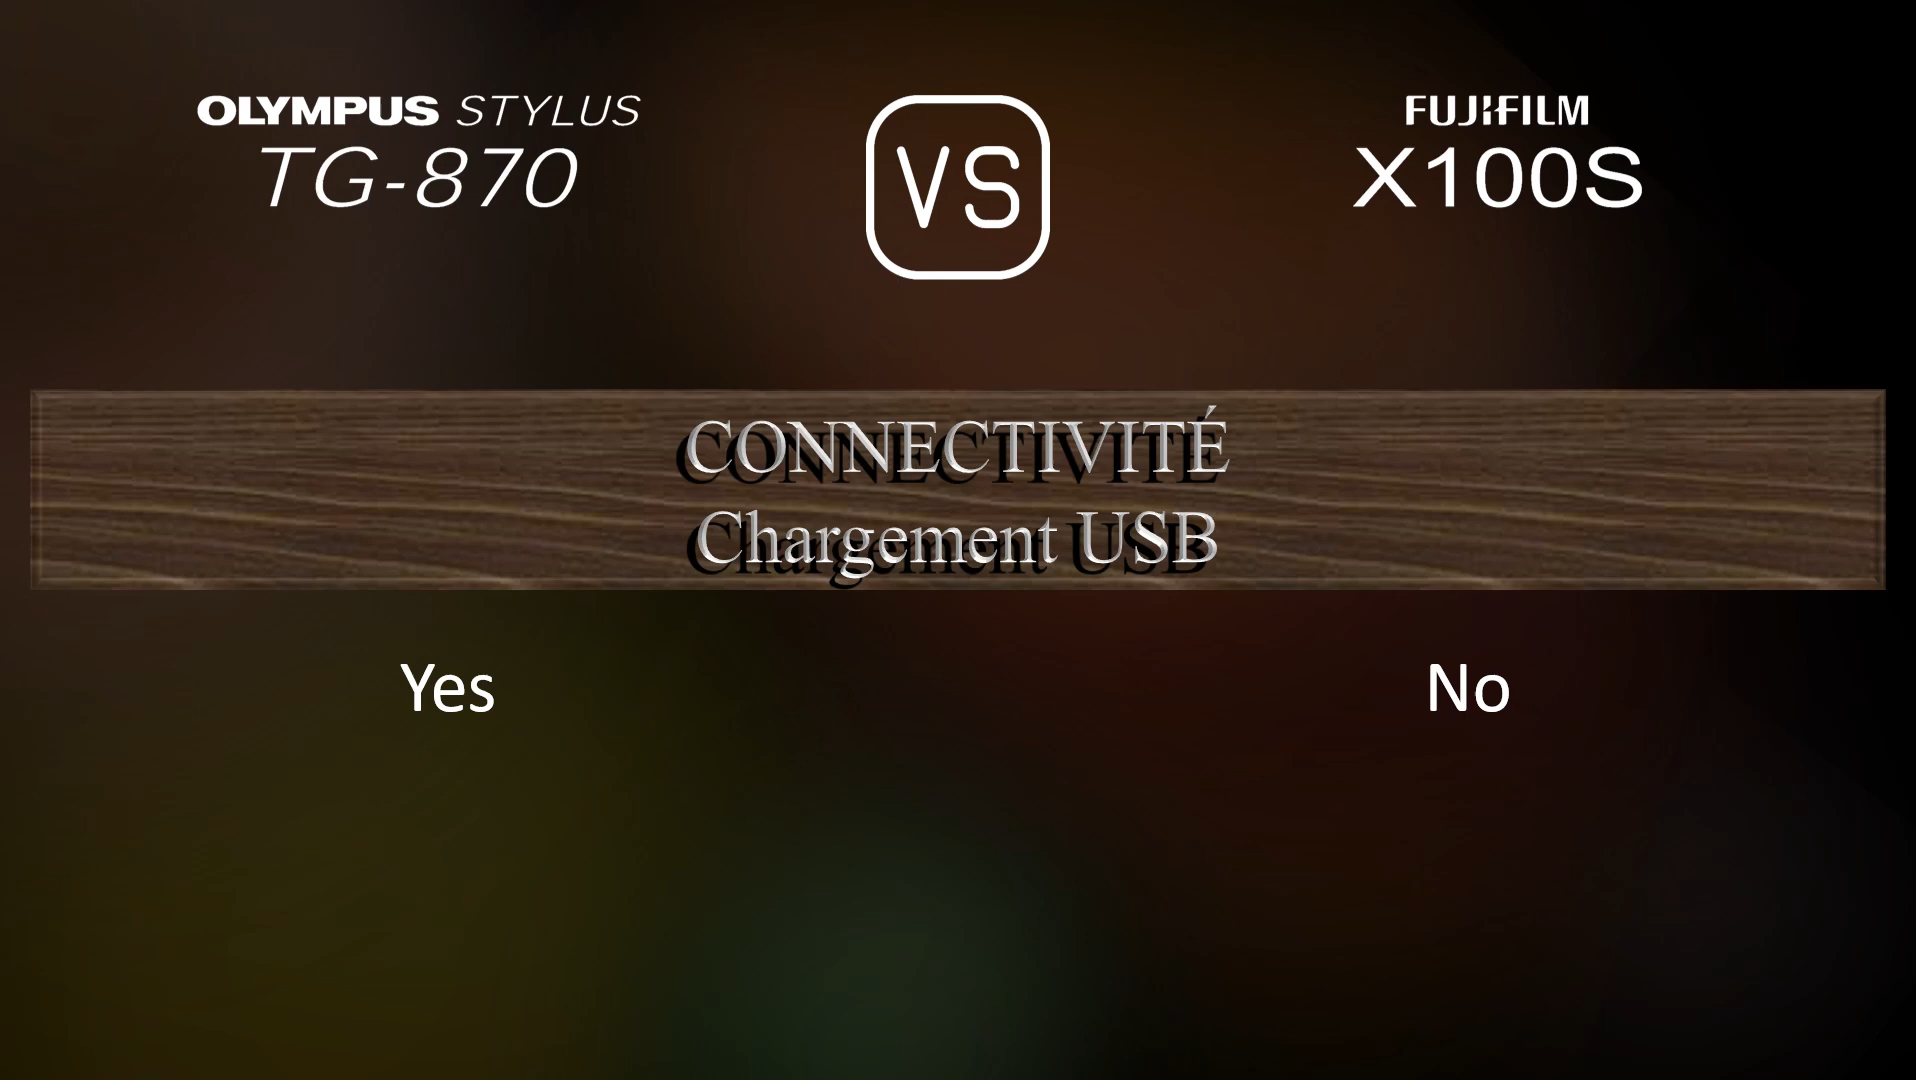 OLYMPUS STYLUS
TG-870
VS
FUJIFILM
X100S
CONNECTIVITÉ
Chargement USB
Yes
No